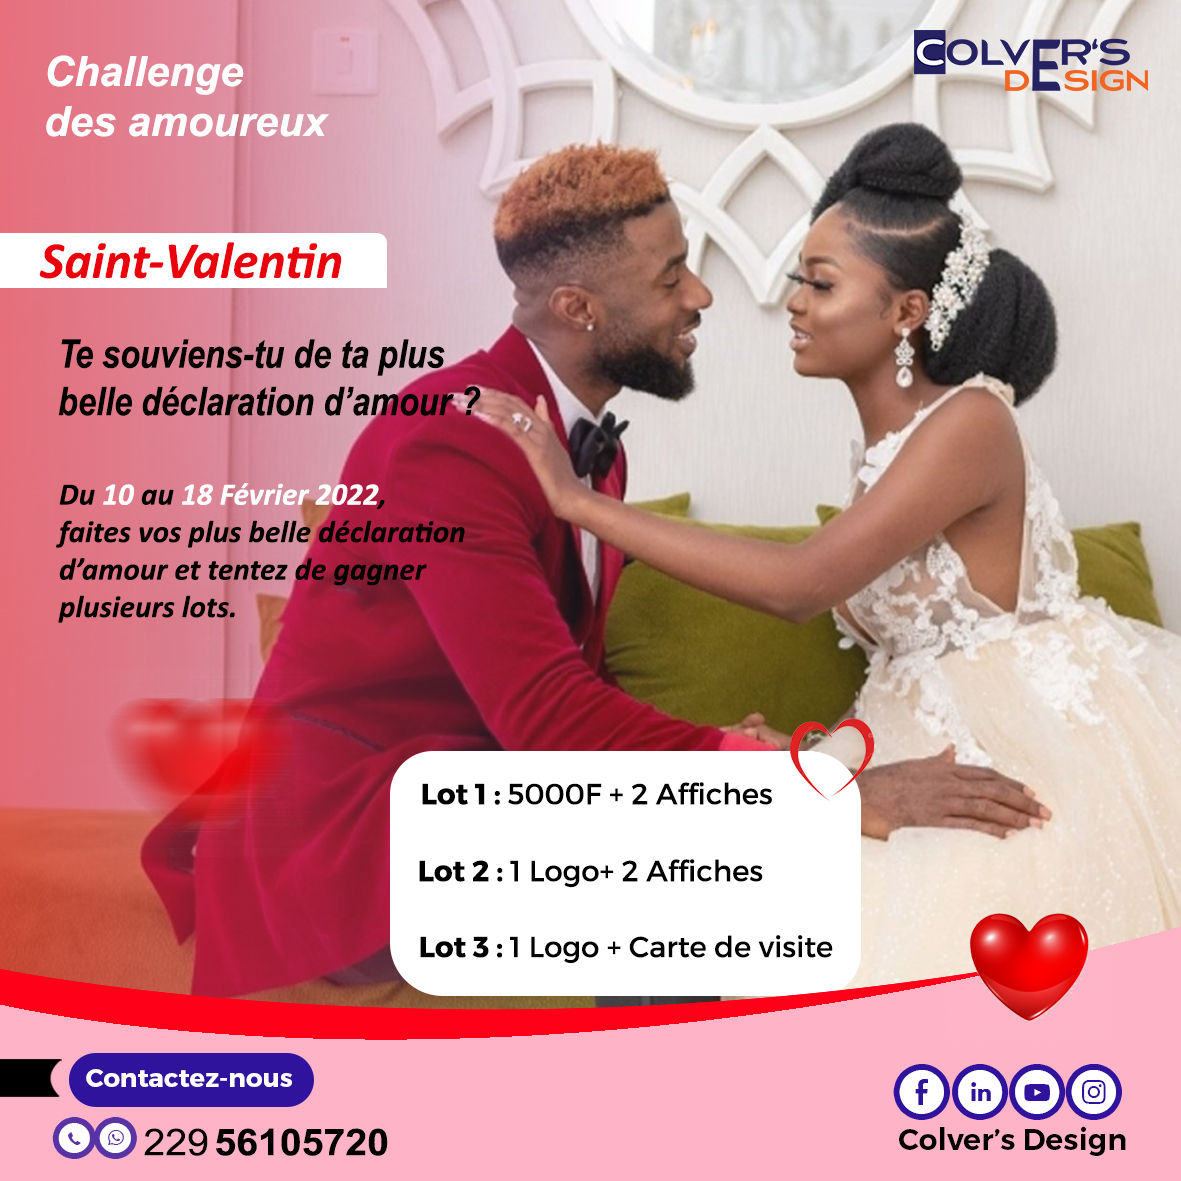 Challenge
des amoureux
COLVER'S
DESIGN
Saint-Valentin
Te souviens-tu de ta plus
belle déclaration d'amour ?
Du 10 au 18 Février 2022,
faites vos plus belle déclaration
d'amour et tentez de gagner
plusieurs lots.
Lot 1 : 5000F + 2 Affiches
Lot 2 : 1 Logo+ 2 Affiches
Lot 3 : 1 Logo + Carte de visite
Contactez-nous
229 56105720
Colver's Design